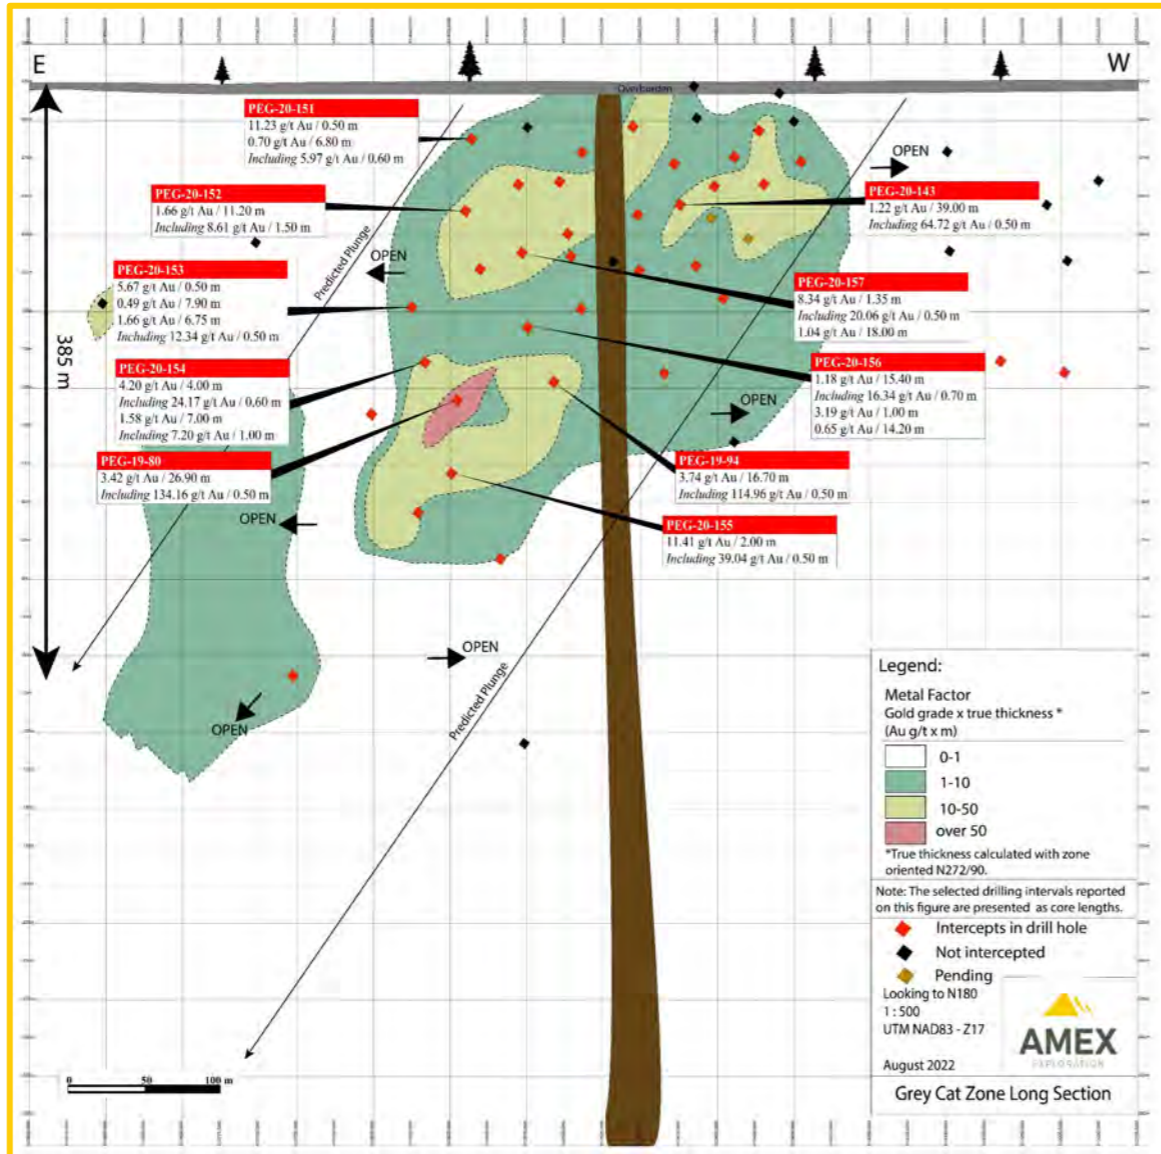 E
W
Overburden
PEG-20-151
11.23 g/t Au / 0.50 m
0.70 g/t Au / 6.80 m
Including 5.97 g/t Au / 0.60 m
OPEN
PEG-20-152
1.66 g/t Au / 11.20 m
Including 8.61 g/t Au / 1.50 m
PEG-20-143
1.22 g/t Au / 39.00 m
Including 64.72 g/t Au / 0.50 m
Predicted Plunge
OPEN
PEG-20-153
5.67 g/t Au / 0.50 m
0.49 g/t Au / 7.90 m
1.66 g/t Au / 6.75 m
Including 12.34 g/t Au / 0.50 m
PEG-20-157
8.34 g/t Au / 1.35 m
Including 20.06 g/t Au / 0.50 m
1.04 g/t Au / 18.00 m
385 m
PEG-20-154
4.20 g/t Au / 4.00 m
Including 24.17 g/t Au / 0.60 m
1.58 g/t Au / 7.00 m
Including 7.20 g/t Au / 1.00 m
PEG-20-156
1.18 g/t Au / 15.40 m
Including 16.34 g/t Au / 0.70 m
3.19 g/t Au / 1.00 m
0.65 g/t Au / 14.20 m
OPEN
PEG-19-80
3.42 g/t Au / 26.90 m
Including 134.16 g/t Au / 0.50 m
PEG-19-94
3.74 g/t Au / 16.70 m
Including 114.96 g/t Au / 0.50 m
OPEN
PEG-20-155
11.41 g/t Au / 2.00 m
Including 39.04 g/t Au / 0.50 m
OPEN
Predicted Plunge
OPEN
Legend:
Metal Factor
Gold grade x true thickness *
(Au g/t x m)
0-1
1-10
10-50
over 50
*True thickness calculated with zone
oriented N272/90.
Note: The selected drilling intervals reported
on this figure are presented as core lengths.
Intercepts in drill hole
Not intercepted
Pending
Looking to N180
1 : 500
UTM NAD83 - Z17
August 2022
AMEX
EXPLORATION
Grey Cat Zone Long Section
0 50 100 m